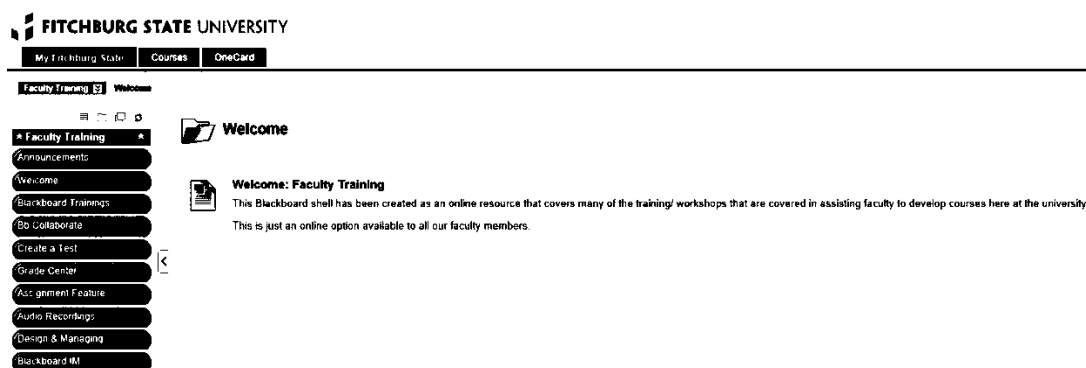 FITCHBURG STATE UNIVERSITY
My Fitchburg State Courses OneCard
Faculty Training Welcome
Faculty Training
Announcements
Welcome
Blackboard Trainings
Bb Collaborate
Create a Test
Grade Center
Assignment Feature
Audio Recordings
Design & Managing
Blackboard IM
Welcome
Welcome: Faculty Training
This Blackboard shell has been created as an online resource that covers many of the training/ workshops that are covered in assisting faculty to develop courses here at the university
This is just an online option available to all our faculty members.